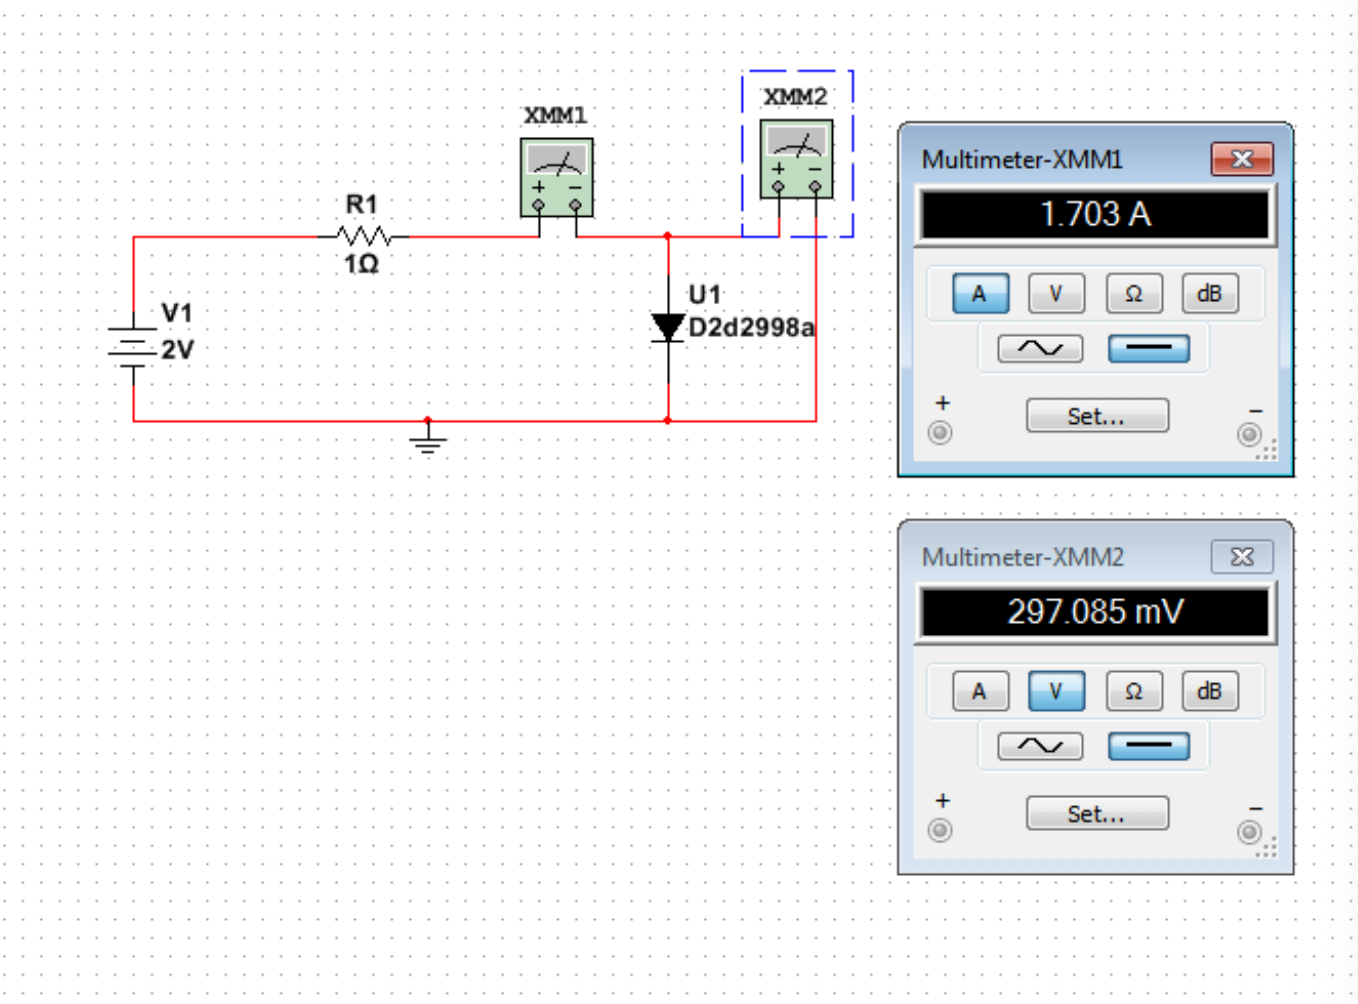 XMM1
XMM2
R1
1Ω
V1
2V
U1
D2d2998a
+ −
+ −
Multimeter-XMM1
1.703 A
A V Ω dB
+ −
Set...
Multimeter-XMM2
297.085 mV
A V Ω dB
+ −
Set...